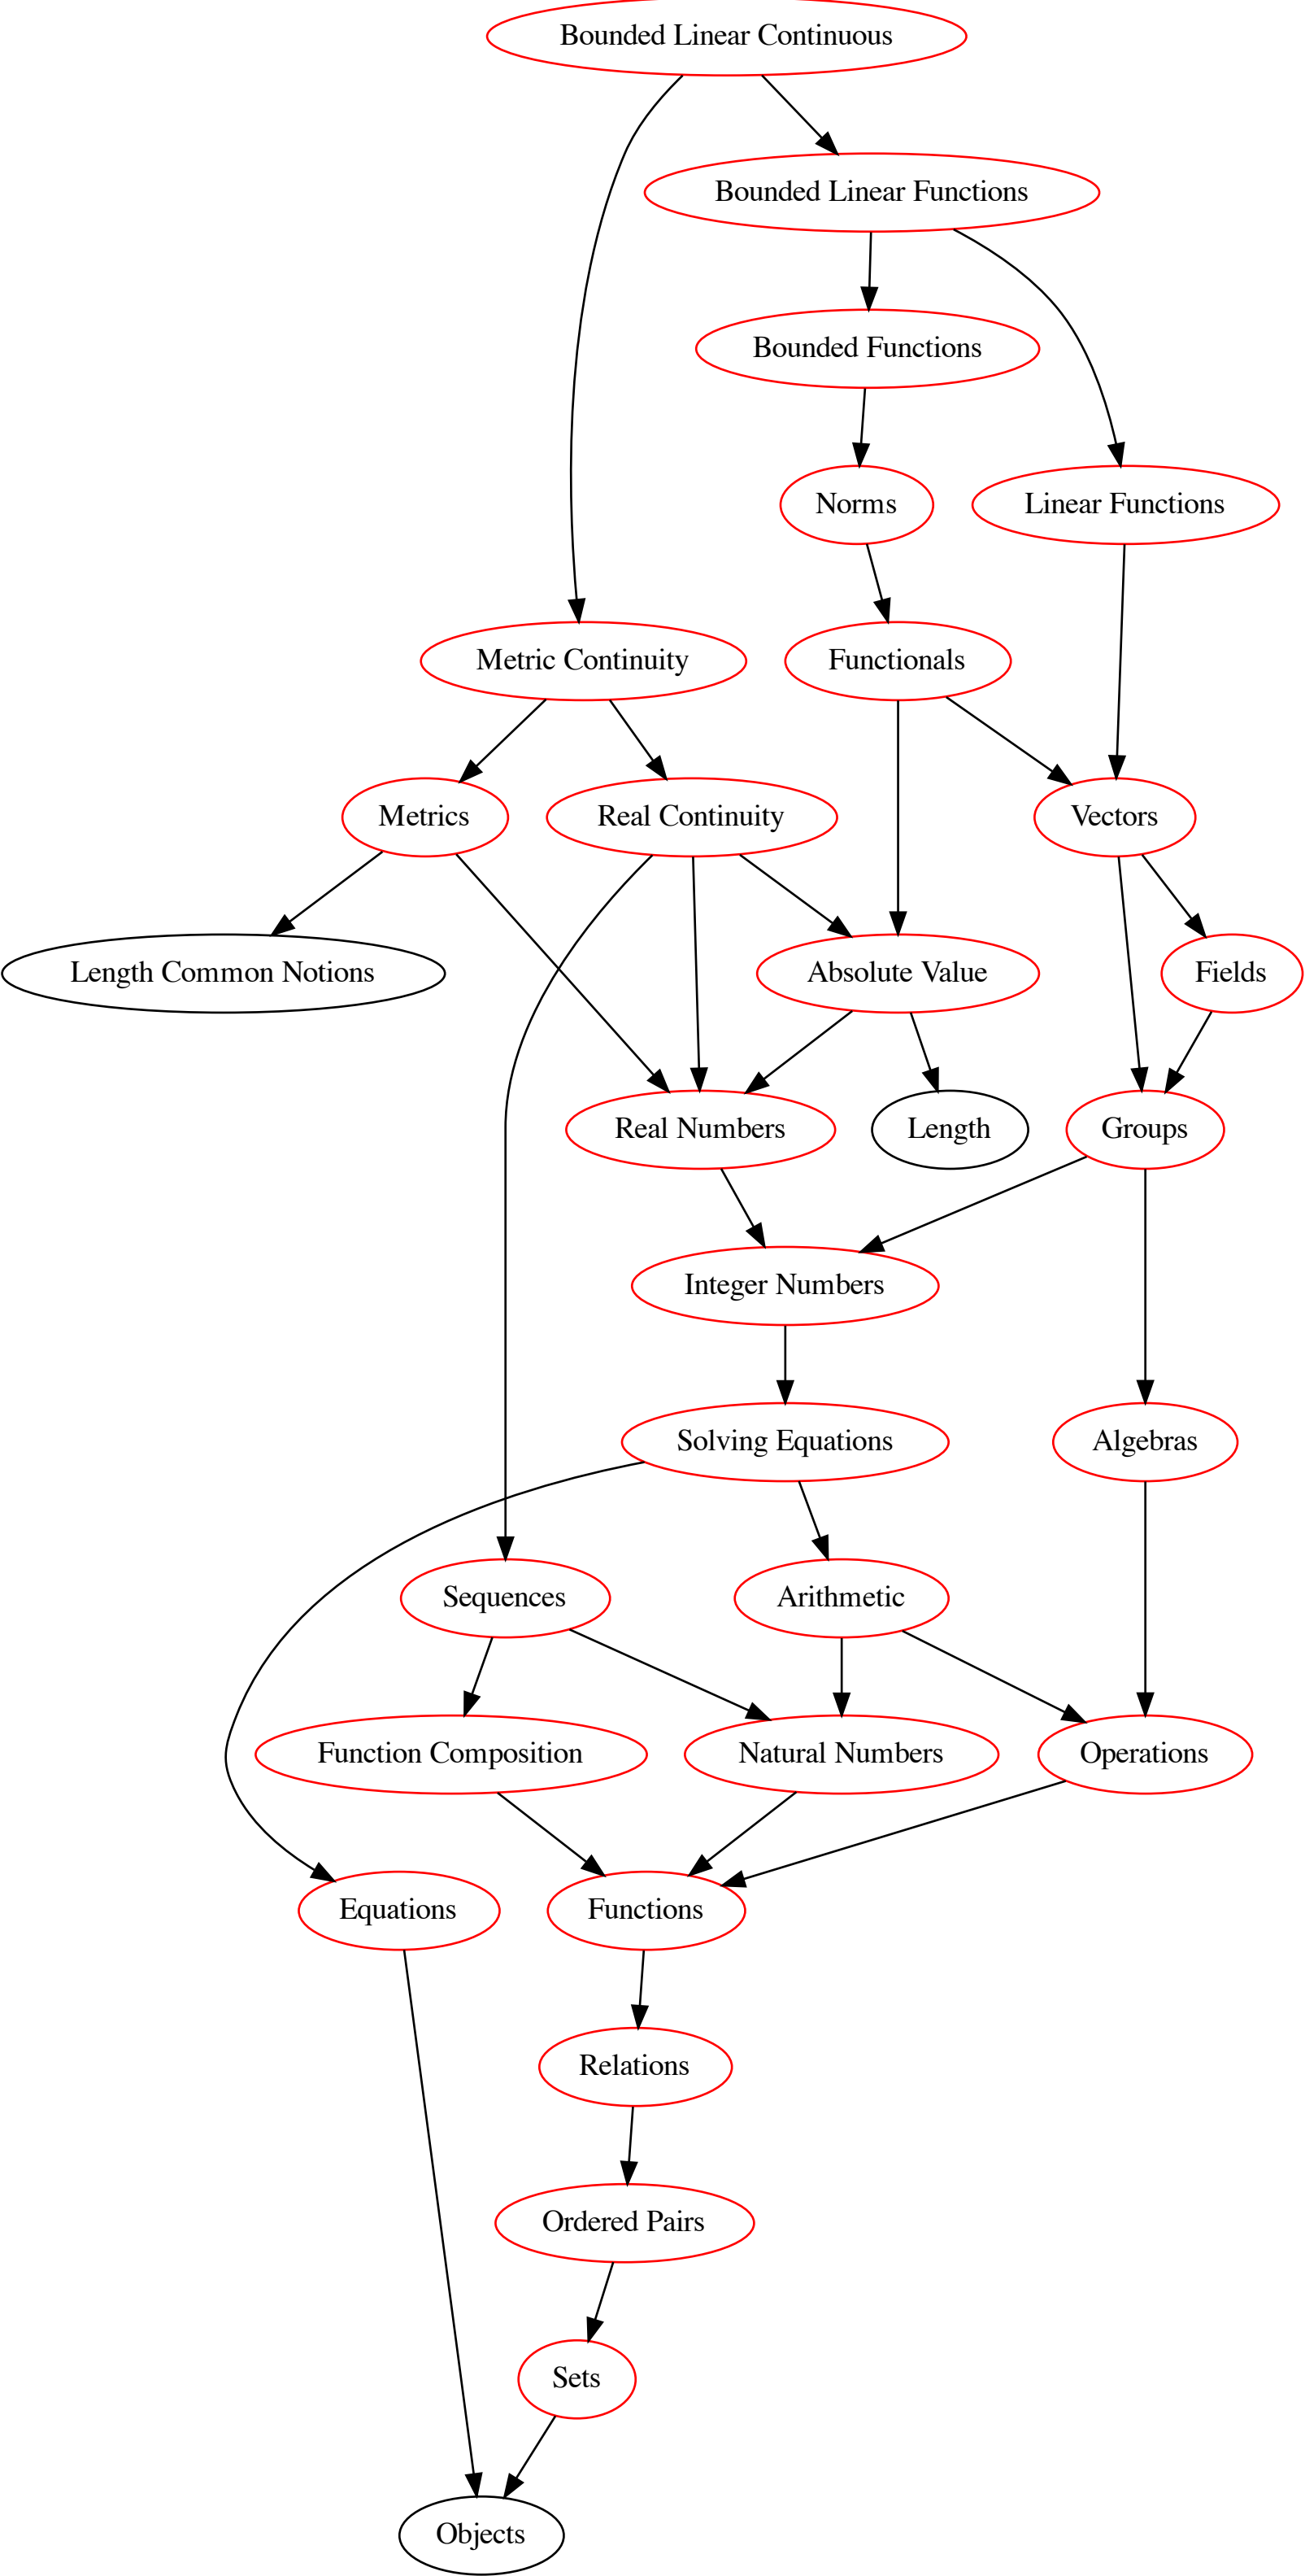 Bounded Linear Continuous
Bounded Linear Functions
Bounded Functions
Norms
Linear Functions
Metric Continuity
Functionals
Metrics
Real Continuity
Vectors
Length Common Notions
Absolute Value
Fields
Real Numbers
Length
Groups
Integer Numbers
Solving Equations
Algebras
Sequences
Arithmetic
Function Composition
Natural Numbers
Operations
Equations
Functions
Relations
Ordered Pairs
Sets
Objects